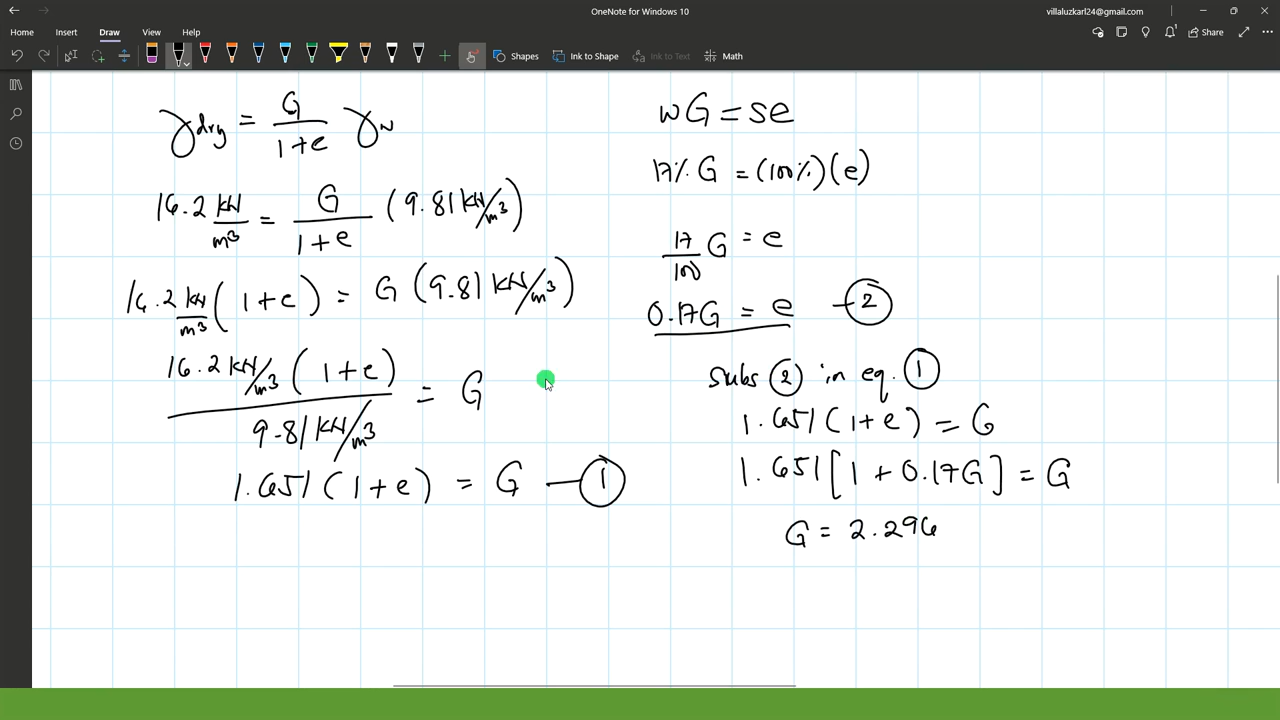 OneNote for Windows 10
villaluzkarl24@gmail.com
Home Insert Draw View Help
Share
Shapes Ink to Shape Ink to Text Math
γdry = G/(1+e) γw
16.2 kN/m³ = G/(1+e) (9.81 kN/m³)
16.2 kN/m³ (1+e) = G (9.81 kN/m³)
16.2 kN/m³ (1+e) / 9.81 kN/m³ = G
1.651 (1+e) = G — 1
wG = se
17% G = (100%)(e)
17/100 G = e
0.17G = e — 2
subs 2 in eq. 1
1.651(1+e) = G
1.651[1 + 0.17G] = G
G = 2.296